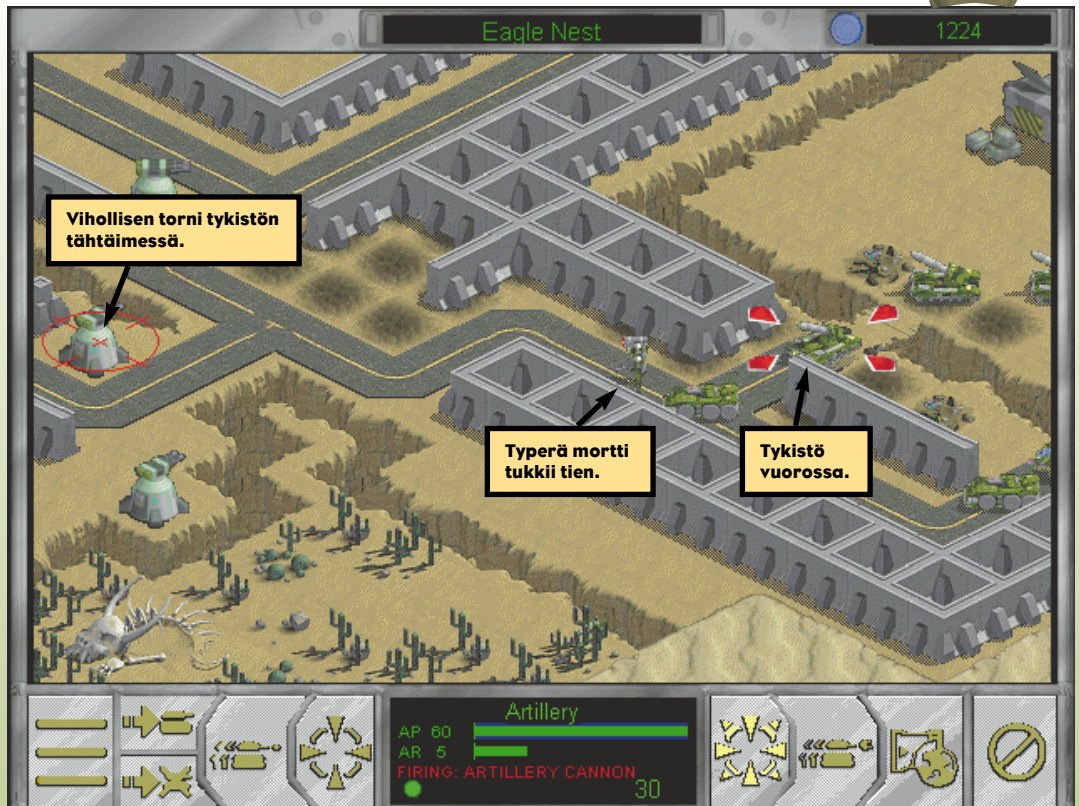 Eagle Nest
1224
Vihollisen torni tykistön
tähtäimessä.
Typerä mortti
tukkii tien.
Tykistö
vuorossa.
Artillery
AP 60
AR 5
FIRING: ARTILLERY CANNON
30